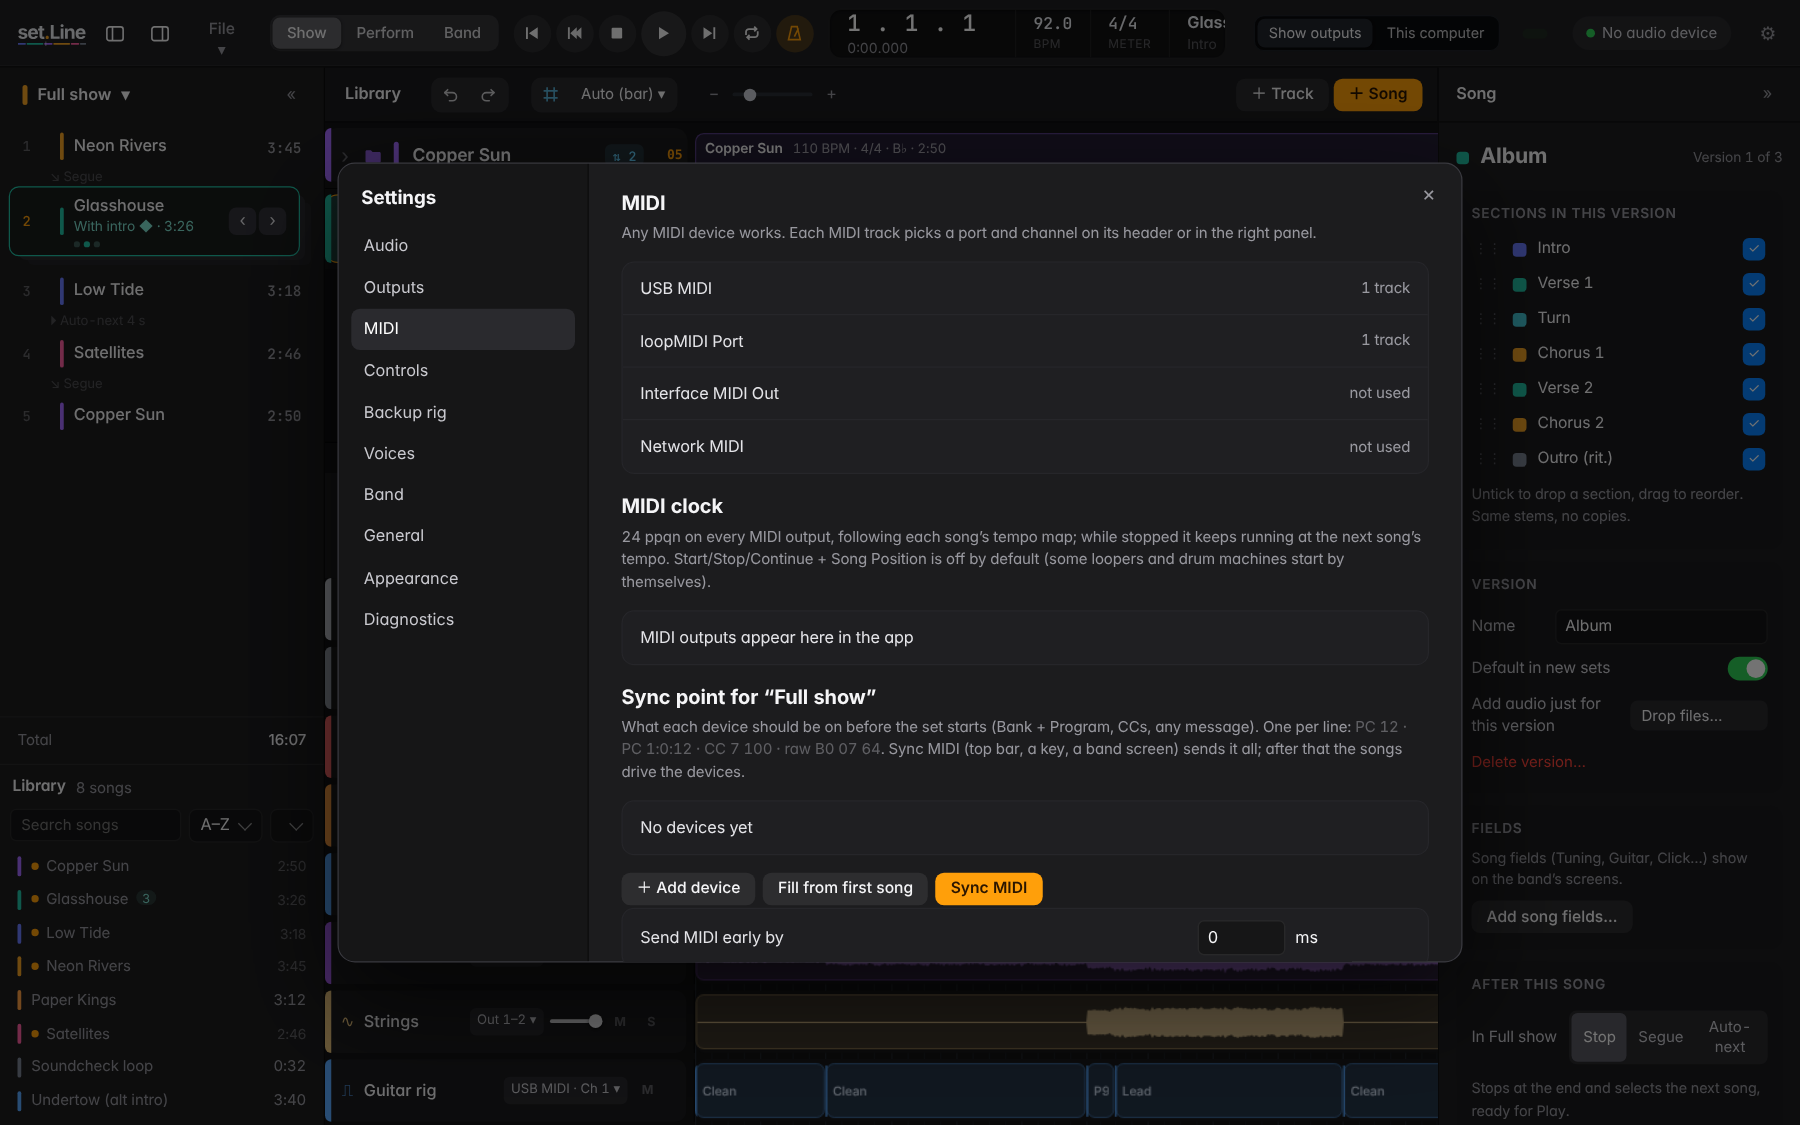 set.Line
File
▾
Show
Perform
Band
1 . 1 . 1
0:00.000
92.0
BPM
4/4
METER
Glass
Intro
Show outputs
This computer
No audio device
Full show ▾
«
Library
Auto (bar) ▾
−
+
+ Track
+ Song
Song
»
1
Neon Rivers
3:45
↘ Segue
2
Glasshouse
With intro ◆ · 3:26
‹
›
3
Low Tide
3:18
Auto-next 4 s
4
Satellites
2:46
↘ Segue
5
Copper Sun
2:50
Total
16:07
Library 8 songs
Search songs
A–Z
Copper Sun
2:50
Glasshouse 3
3:26
Low Tide
3:18
Neon Rivers
3:45
Paper Kings
3:12
Satellites
2:46
Soundcheck loop
0:32
Undertow (alt intro)
3:40
Copper Sun
⇅ 2
05
Copper Sun 110 BPM · 4/4 · B♭ · 2:50
Settings
Audio
Outputs
MIDI
Controls
Backup rig
Voices
Band
General
Appearance
Diagnostics
MIDI
×
Any MIDI device works. Each MIDI track picks a port and channel on its header or in the right panel.
USB MIDI
1 track
loopMIDI Port
1 track
Interface MIDI Out
not used
Network MIDI
not used
MIDI clock
24 ppqn on every MIDI output, following each song’s tempo map; while stopped it keeps running at the next song’s
tempo. Start/Stop/Continue + Song Position is off by default (some loopers and drum machines start by
themselves).
MIDI outputs appear here in the app
Sync point for “Full show”
What each device should be on before the set starts (Bank + Program, CCs, any message). One per line: PC 12 ·
PC 1:0:12 · CC 7 100 · raw B0 07 64. Sync MIDI (top bar, a key, a band screen) sends it all; after that the songs
drive the devices.
No devices yet
+ Add device
Fill from first song
Sync MIDI
Send MIDI early by
0
ms
Strings
Out 1–2 ▾
M
S
Guitar rig
USB MIDI · Ch 1 ▾
M
Clean
Clean
P9
Lead
Clean
Album
Version 1 of 3
SECTIONS IN THIS VERSION
Intro
Verse 1
Turn
Chorus 1
Verse 2
Chorus 2
Outro (rit.)
Untick to drop a section, drag to reorder.
Same stems, no copies.
VERSION
Name
Album
Default in new sets
Add audio just for
this version
Drop files...
Delete version...
FIELDS
Song fields (Tuning, Guitar, Click...) show
on the band’s screens.
Add song fields...
AFTER THIS SONG
In Full show
Stop
Segue
Auto-
next
Stops at the end and selects the next song,
ready for Play.